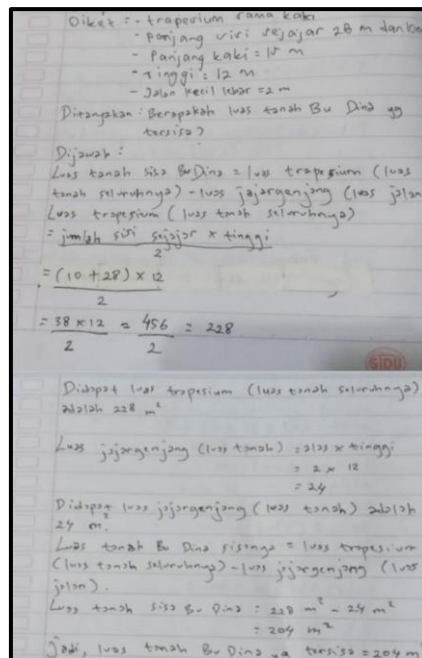 Diket : - trapesium sama kaki
- panjang sisi sejajar 28 m dan
- Panjang kaki = 15 m
- Tinggi = 12 m
- Jalan kecil lebar = 2 m
Ditanyakan : Berapakah luas tanah Bu Dina yg
tersisa?
Dijawab :
Luas tanah sisa Bu Dina = luas trapesium (luas
tanah seluruhnya) - luas jajargenjang (luas jalan
Luas trapesium (luas tanah seluruhnya)
= jumlah sisi sejajar x tinggi
2
= (10 + 28) x 12
2
= 38 x 12 = 456 = 228
2 2
SIDU
Didapat luas trapesium (luas tanah seluruhnya)
adalah 228 m²
Luas jajargenjang (luas tanah) = alas x tinggi
= 2 x 12
= 24
Didapat luas jajargenjang (luas tanah) adalah
24 m².
Luas tanah Bu Dina sisanya = luas trapesium
(luas tanah seluruhnya) - luas jajargenjang (luas
jalan).
Luas tanah sisa Bu Dina = 228 m² - 24 m²
= 204 m²
Jadi, luas tanah Bu Dina yg tersisa = 204 m²